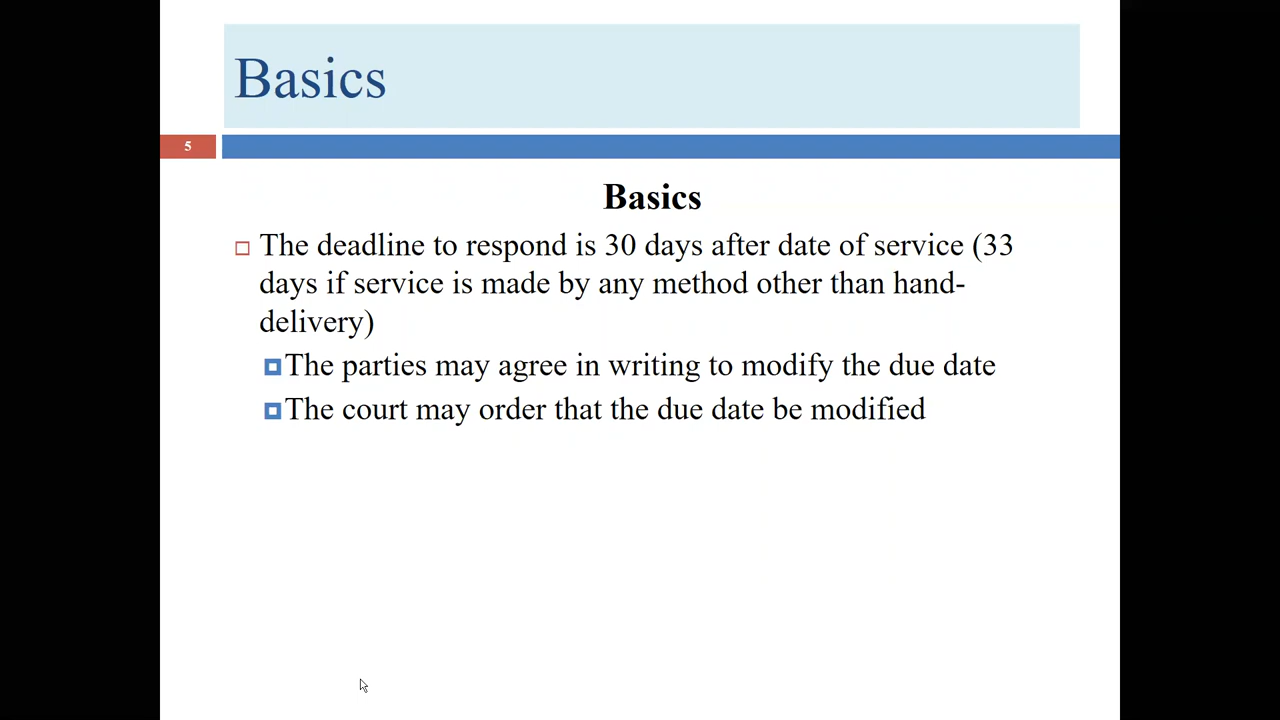 Basics
5
Basics
The deadline to respond is 30 days after date of service (33
days if service is made by any method other than hand-
delivery)
The parties may agree in writing to modify the due date
The court may order that the due date be modified